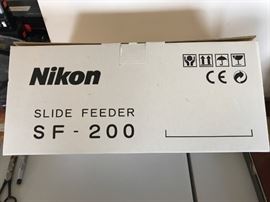 Nikon
CE
SLIDE FEEDER
SF - 200